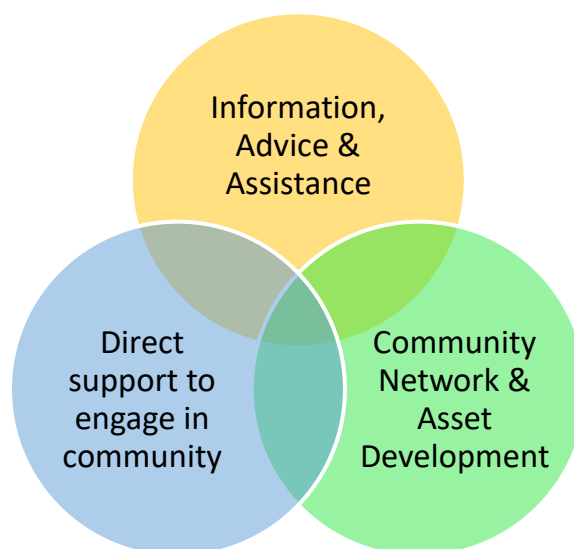 Information,
Advice &
Assistance
Direct
support to
engage in
community
Community
Network &
Asset
Development